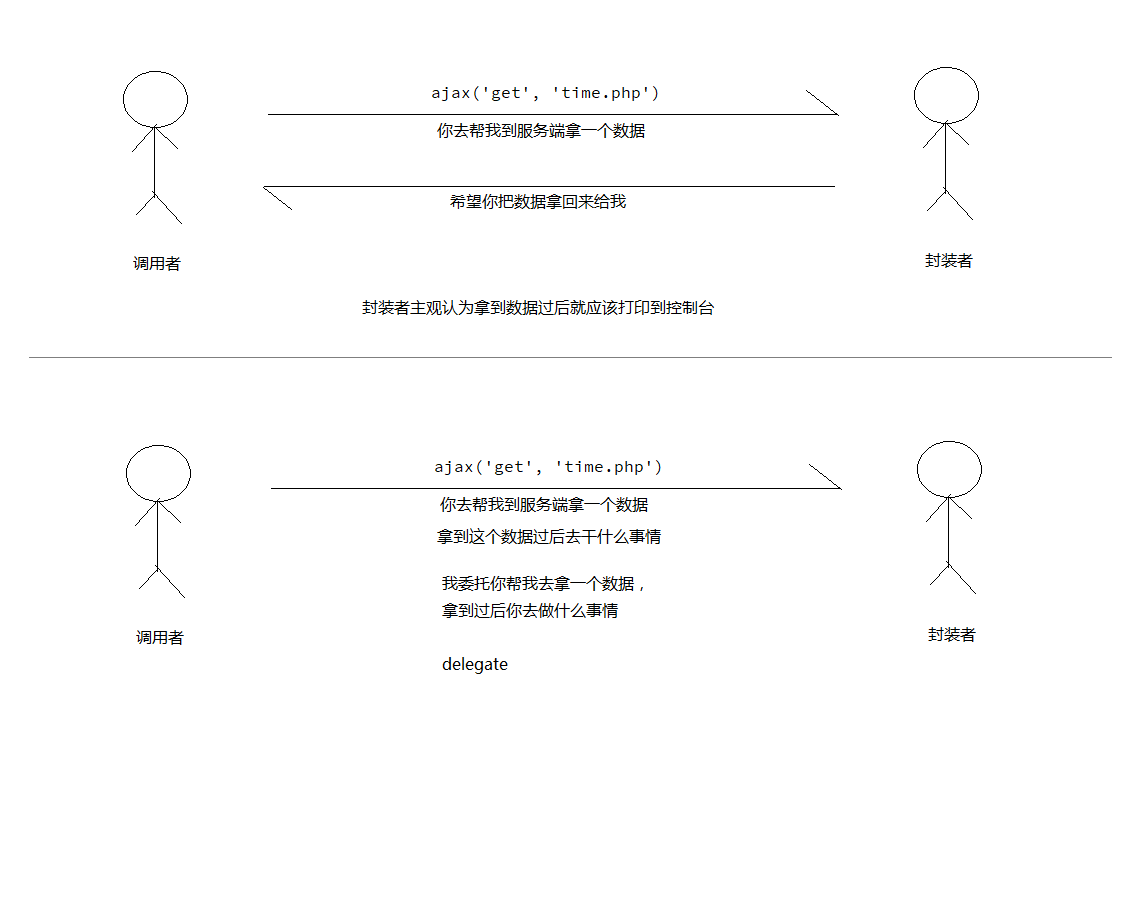 ajax('get', 'time.php')
你去帮我到服务端拿一个数据
希望你把数据拿回来给我
调用者
封装者
封装者主观认为拿到数据过后就应该打印到控制台
ajax('get', 'time.php')
你去帮我到服务端拿一个数据
拿到这个数据过后去干什么事情
我委托你帮我去拿一个数据，
拿到过后你去做什么事情
调用者
封装者
delegate